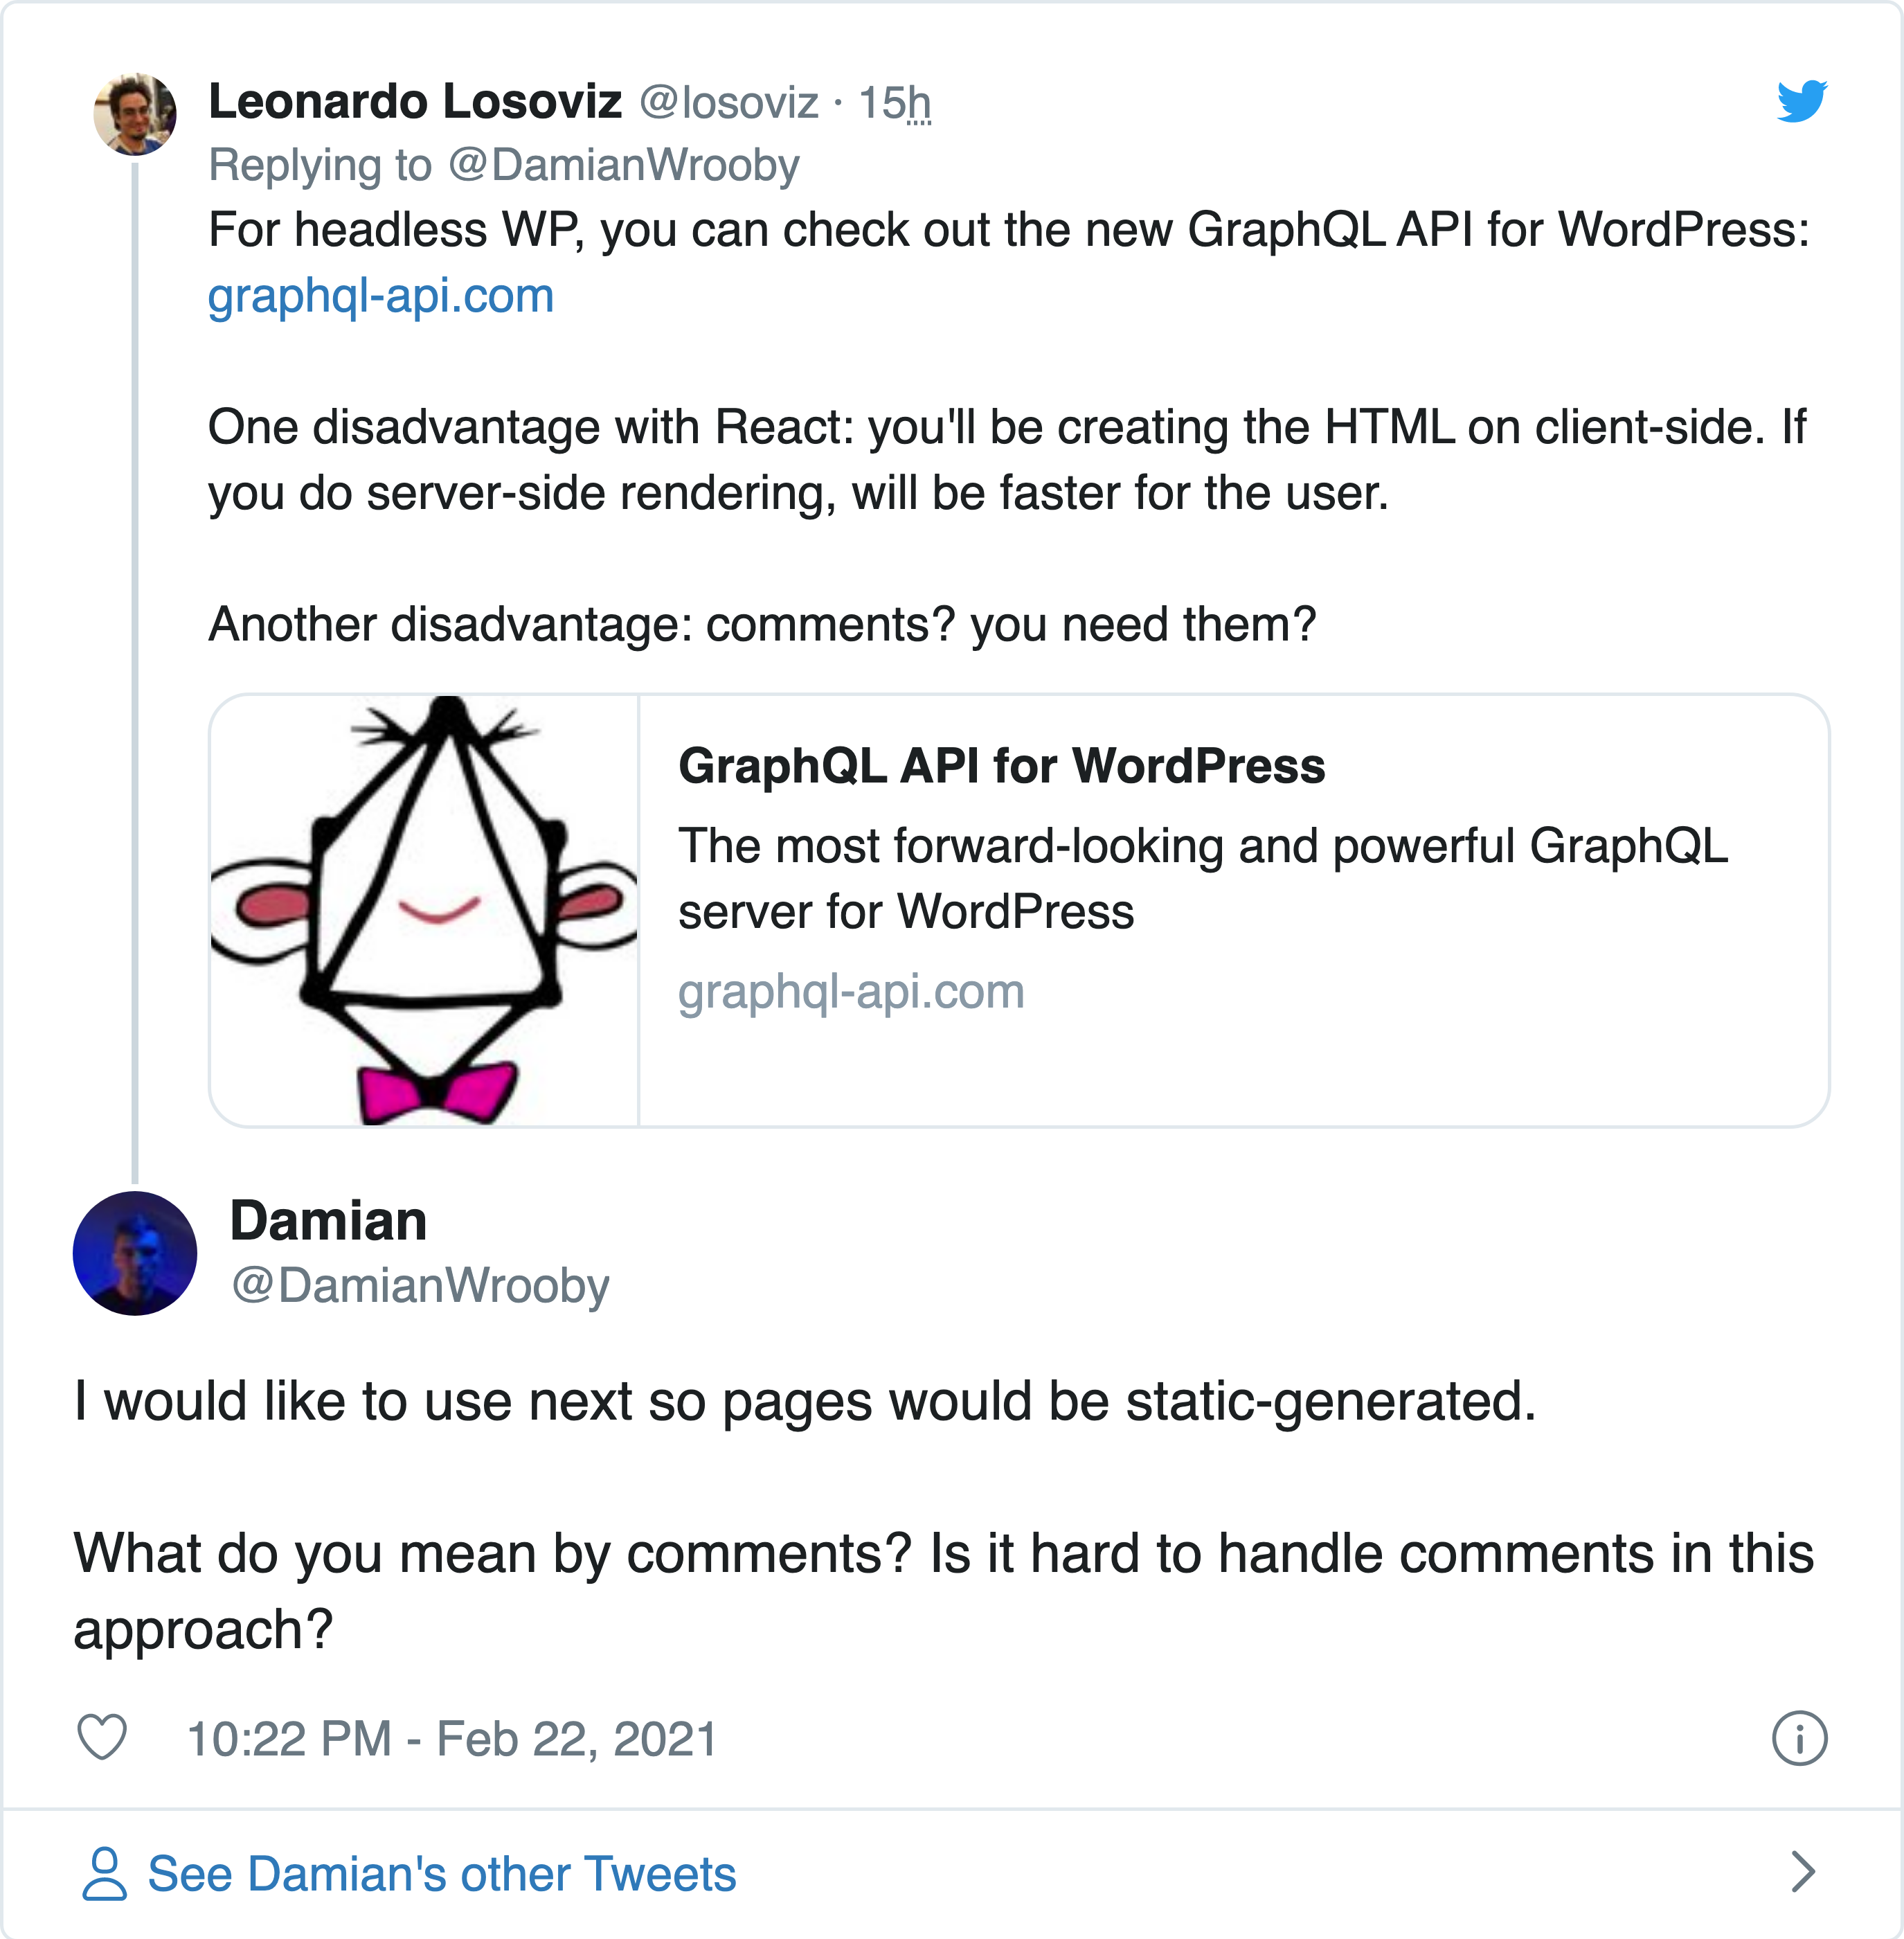 Leonardo Losoviz @losoviz · 15h
Replying to @DamianWrooby
For headless WP, you can check out the new GraphQL API for WordPress:
graphql-api.com
One disadvantage with React: you'll be creating the HTML on client-side. If
you do server-side rendering, will be faster for the user.
Another disadvantage: comments? you need them?
GraphQL API for WordPress
The most forward-looking and powerful GraphQL
server for WordPress
graphql-api.com
Damian
@DamianWrooby
I would like to use next so pages would be static-generated.
What do you mean by comments? Is it hard to handle comments in this
approach?
10:22 PM - Feb 22, 2021
See Damian's other Tweets